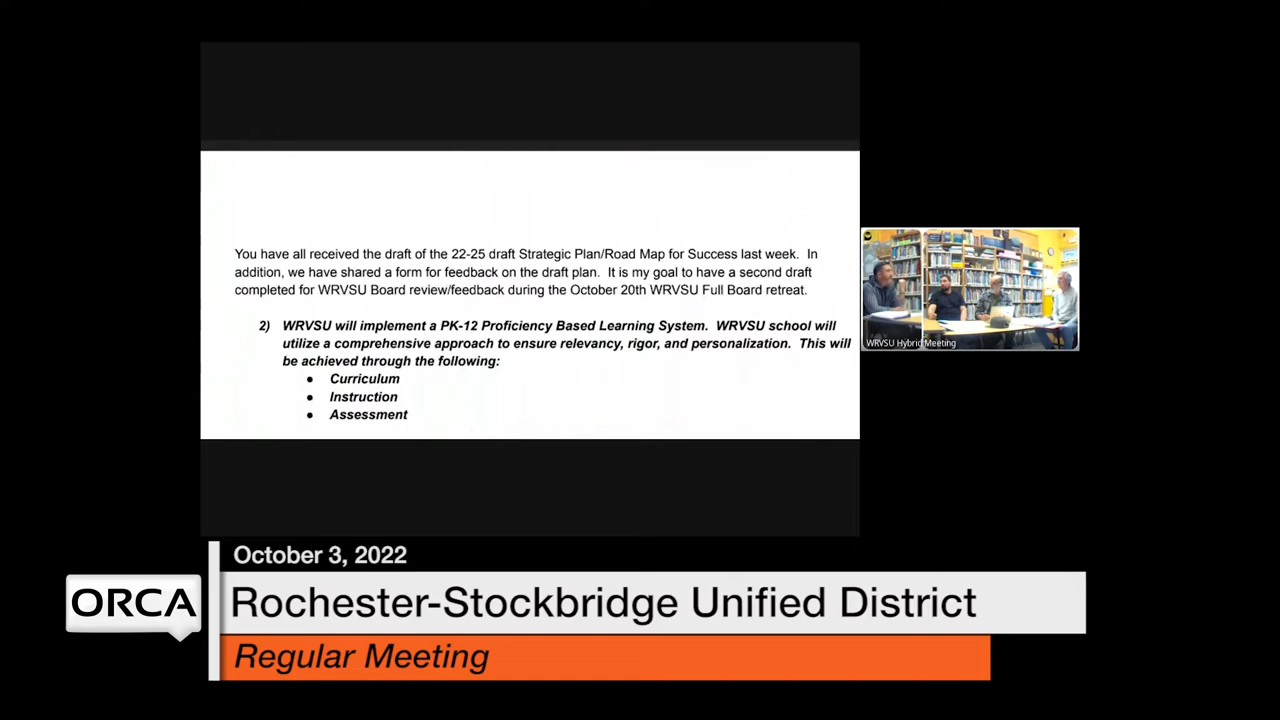 You have all received the draft of the 22-25 draft Strategic Plan/Road Map for Success last week. In
addition, we have shared a form for feedback on the draft plan. It is my goal to have a second draft
completed for WRVSU Board review/feedback during the October 20th WRVSU Full Board retreat.
2) WRVSU will implement a PK-12 Proficiency Based Learning System. WRVSU school will
utilize a comprehensive approach to ensure relevancy, rigor, and personalization. This will
be achieved through the following:
● Curriculum
● Instruction
● Assessment
WRVSU Hybrid Meeting
October 3, 2022
ORCA
Rochester-Stockbridge Unified District
Regular Meeting